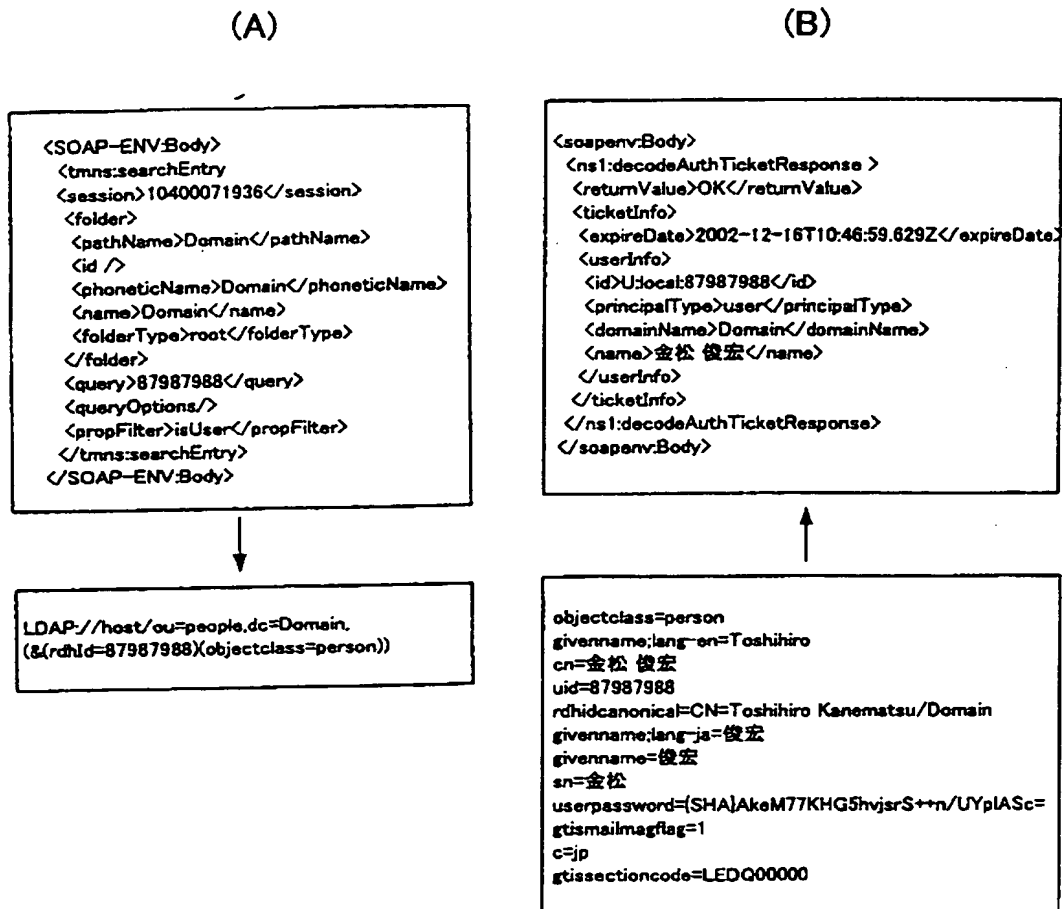 (A)
<SOAP-ENV:Body>
<tmns:searchEntry
<session>10400071936</session>
<folder>
<pathName>Domain</pathName>
<id />
<phoneticName>Domain</phoneticName>
<name>Domain</name>
<folderType>root</folderType>
</folder>
<query>87987988</query>
<queryOptions/>
<propFilter>isUser</propFilter>
</tmns:searchEntry>
</SOAP-ENV:Body>
LDAP://host/ou=people,dc=Domain,
(&(rdhId=87987988)(objectclass=person))
(B)
<soapenv:Body>
<ns1:decodeAuthTicketResponse >
<returnValue>OK</returnValue>
<ticketInfo>
<expireDate>2002-12-16T10:46:59.629Z</expireDate>
<userInfo>
<id>U:local:87987988</id>
<principalType>user</principalType>
<domainName>Domain</domainName>
<name>金松 俊宏</name>
</userInfo>
</ticketInfo>
</ns1:decodeAuthTicketResponse>
</soapenv:Body>
objectclass=person
givenname;lang-en=Toshihiro
cn=金松 俊宏
uid=87987988
rdhidcanonical=CN=Toshihiro Kanematsu/Domain
givenname;lang-ja=俊宏
givenname=俊宏
sn=金松
userpassword={SHA}AkeM77KHG5hvjsrS++n/UYplASc=
gtismailmagflag=1
c=jp
gtissectioncode=LEDQ00000